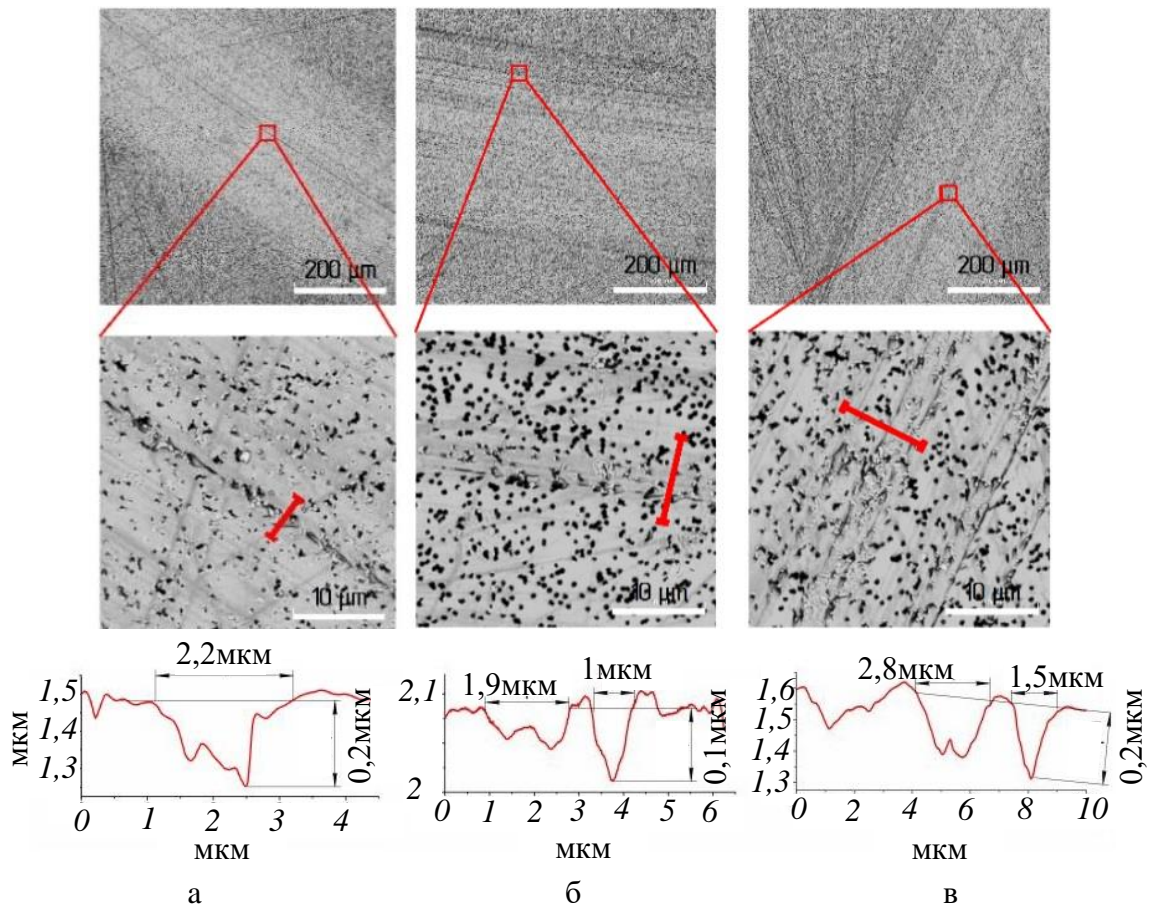 200 µm 200 µm 200 µm
10 µm 10 µm 10 µm
2,2мкм
1,5
1,4
1,3
мкм
0,2мкм
0 1 2 3 4
мкм
а
1,9мкм 1мкм
2,1
2
0,1мкм
0 1 2 3 4 5 6
мкм
б
2,8мкм 1,5мкм
1,6
1,5
1,4
1,3
0,2мкм
0 2 4 6 8 10
мкм
в